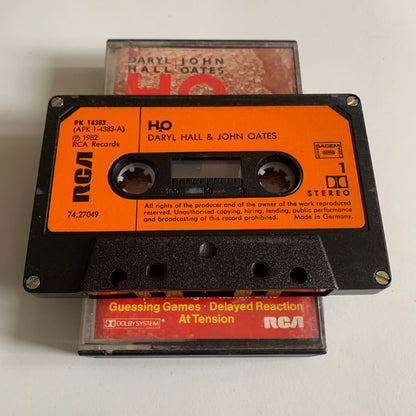 DARYL JOHN
HALL OATES
H2O
PK 14383
(AFK 1-4383-A)
℗ 1982
RCA Records
H2O
DARYL HALL & JOHN OATES
SACEM
1
STEREO
RCA
74.27049
All rights of the producer and of the owner of the work reproduced
reserved. Unauthorised copying, hiring, lending, public performance
and broadcasting of this record prohibited. Made in Germany.
Guessing Games · Delayed Reaction
DOLBY SYSTEM
At Tension
RCA